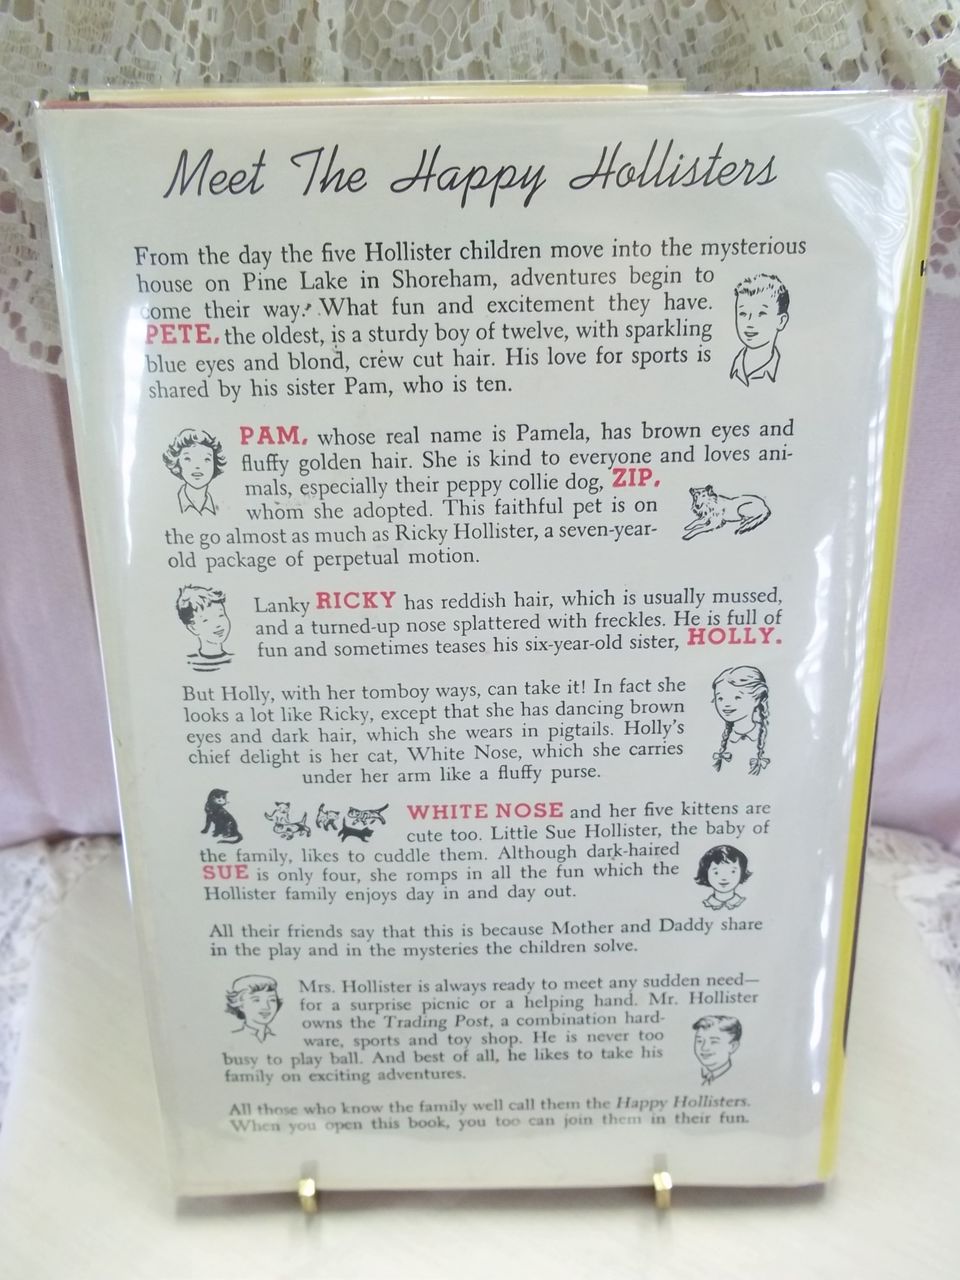 Meet The Happy Hollisters
From the day the five Hollister children move into the mysterious
house on Pine Lake in Shoreham, adventures begin to
come their way. What fun and excitement they have.
PETE, the oldest, is a sturdy boy of twelve, with sparkling
blue eyes and blond, crew cut hair. His love for sports is
shared by his sister Pam, who is ten.
PAM, whose real name is Pamela, has brown eyes and
fluffy golden hair. She is kind to everyone and loves ani-
mals, especially their peppy collie dog, ZIP,
whom she adopted. This faithful pet is on
the go almost as much as Ricky Hollister, a seven-year-
old package of perpetual motion.
Lanky RICKY has reddish hair, which is usually mussed,
and a turned-up nose splattered with freckles. He is full of
fun and sometimes teases his six-year-old sister, HOLLY.
But Holly, with her tomboy ways, can take it! In fact she
looks a lot like Ricky, except that she has dancing brown
eyes and dark hair, which she wears in pigtails. Holly's
chief delight is her cat, White Nose, which she carries
under her arm like a fluffy purse.
WHITE NOSE and her five kittens are
cute too. Little Sue Hollister, the baby of
the family, likes to cuddle them. Although dark-haired
SUE is only four, she romps in all the fun which the
Hollister family enjoys day in and day out.
All their friends say that this is because Mother and Daddy share
in the play and in the mysteries the children solve.
Mrs. Hollister is always ready to meet any sudden need—
for a surprise picnic or a helping hand. Mr. Hollister
owns the Trading Post, a combination hard-
ware, sports and toy shop. He is never too
busy to play ball. And best of all, he likes to take his
family on exciting adventures.
All those who know the family well call them the Happy Hollisters.
When you open this book, you too can join them in their fun.